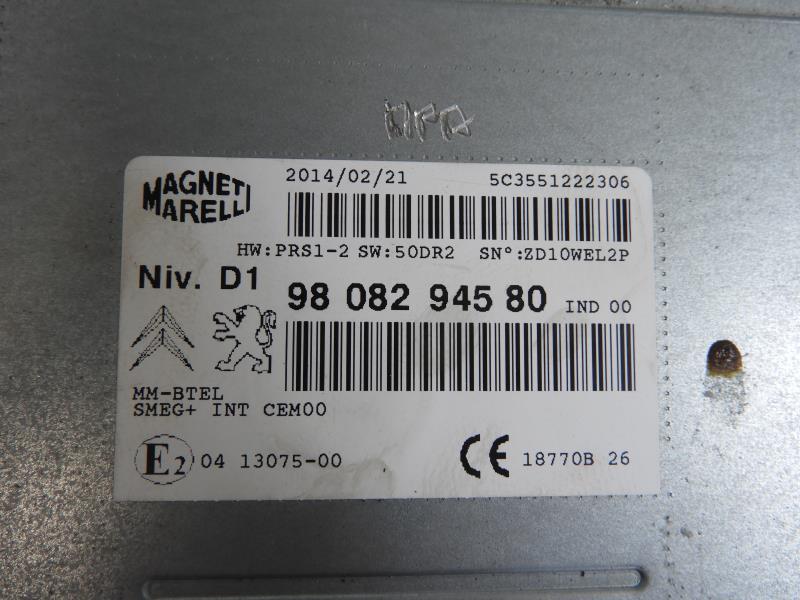 MAGNETI
MARELLI
2014/02/21 5C3551222306
HW:PRS1-2 SW:50DR2 SN°:ZD10WEL2P
Niv. D1 98 082 945 80 IND 00
MM-BTEL
SMEG+ INT CEM00
E2 04 13075-00 CE 18770B 26